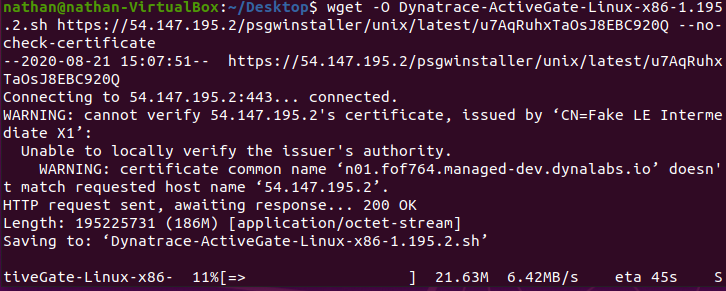 nathan@nathan-VirtualBox:~/Desktop$ wget -O Dynatrace-ActiveGate-Linux-x86-1.195
.2.sh https://54.147.195.2/psgwinstaller/unix/latest/u7AqRuhxTaOsJ8EBC920Q --no-
check-certificate
--2020-08-21 15:07:51--  https://54.147.195.2/psgwinstaller/unix/latest/u7AqRuhx
TaOsJ8EBC920Q
Connecting to 54.147.195.2:443... connected.
WARNING: cannot verify 54.147.195.2's certificate, issued by ‘CN=Fake LE Interme
diate X1’:
  Unable to locally verify the issuer's authority.
    WARNING: certificate common name ‘n01.fof764.managed-dev.dynalabs.io’ doesn'
t match requested host name ‘54.147.195.2’.
HTTP request sent, awaiting response... 200 OK
Length: 195225731 (186M) [application/octet-stream]
Saving to: ‘Dynatrace-ActiveGate-Linux-x86-1.195.2.sh’
tiveGate-Linux-x86-  11%[=>                  ]  21.63M  6.42MB/s    eta 45s    S